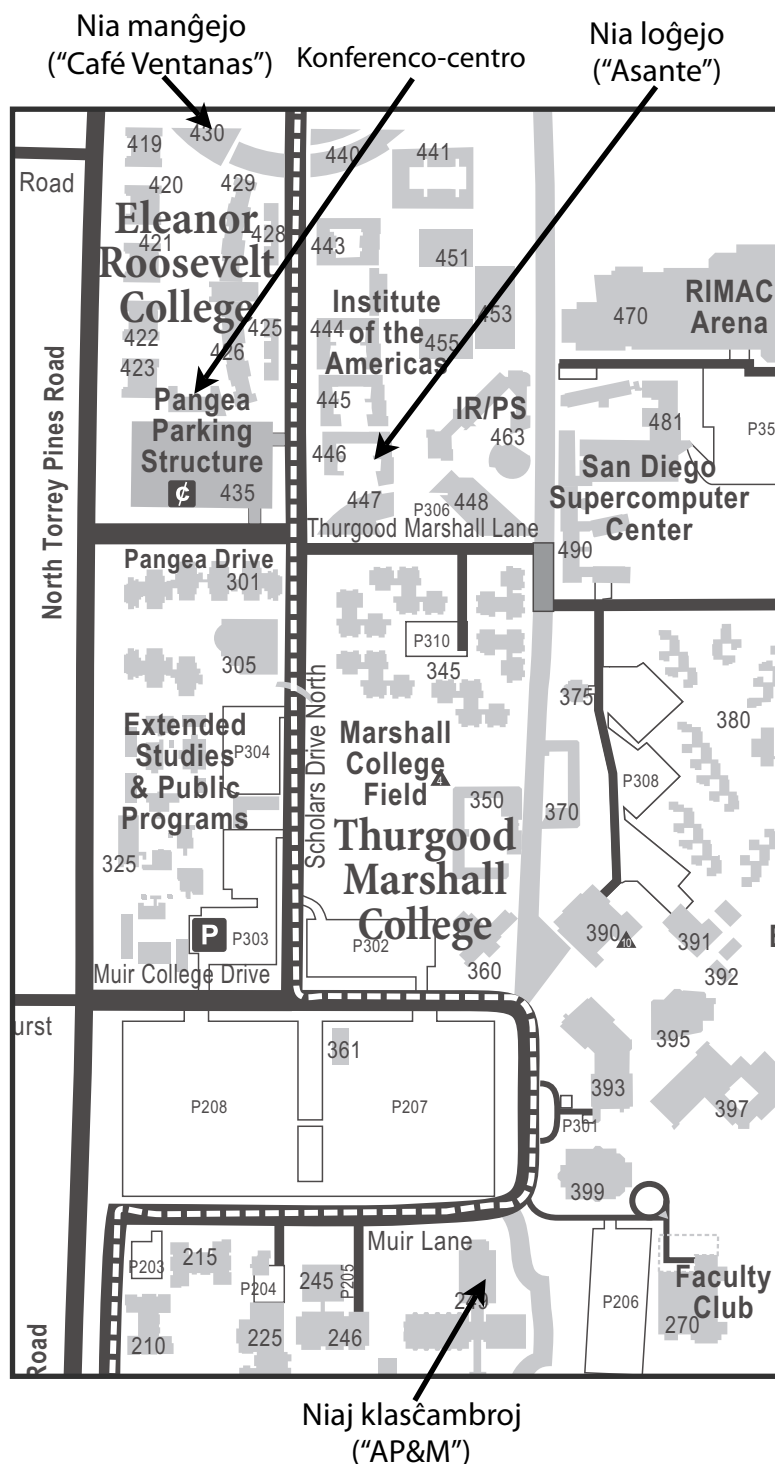 Nia manĝejo
(“Café Ventanas”)
Konferenco-centro
Nia loĝejo
(“Asante”)
430
419
440
441
Road
420
429
Eleanor
Roosevelt
College
421
428
443
451
RIMAC
Arena
470
Institute
of the
Americas
453
422
425
444
455
426
423
Pangea
Parking
Structure
445
IR/PS
463
481
P35
446
San Diego
Supercomputer
Center
¢
435
447
P306
448
Thurgood Marshall Lane
490
North Torrey Pines Road
Pangea Drive
301
P310
305
345
375
380
Scholars Drive North
Extended
Studies
& Public
Programs
P304
Marshall
College
Field
4
P308
350
370
Thurgood
Marshall
College
325
P
P303
P302
390
10
391
360
392
Muir College Drive
urst
361
395
393
P208
P207
397
P301
399
Muir Lane
P203
215
P204
245
P205
249
P206
Faculty
Club
210
225
246
270
Road
Niaj klasĉambroj
(“AP&M”)